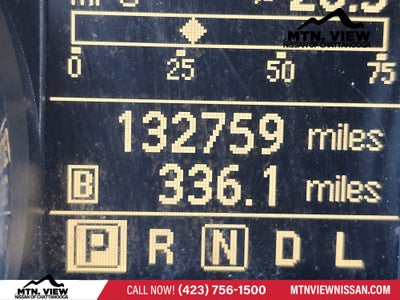 MTN. VIEW
NISSAN OF CHATTANOOGA
0 25 50 75
132759 miles
B 336.1 miles
P R N D L
MTN. VIEW
NISSAN OF CHATTANOOGA
CALL NOW! (423) 756-1500
MTNVIEWNISSAN.COM